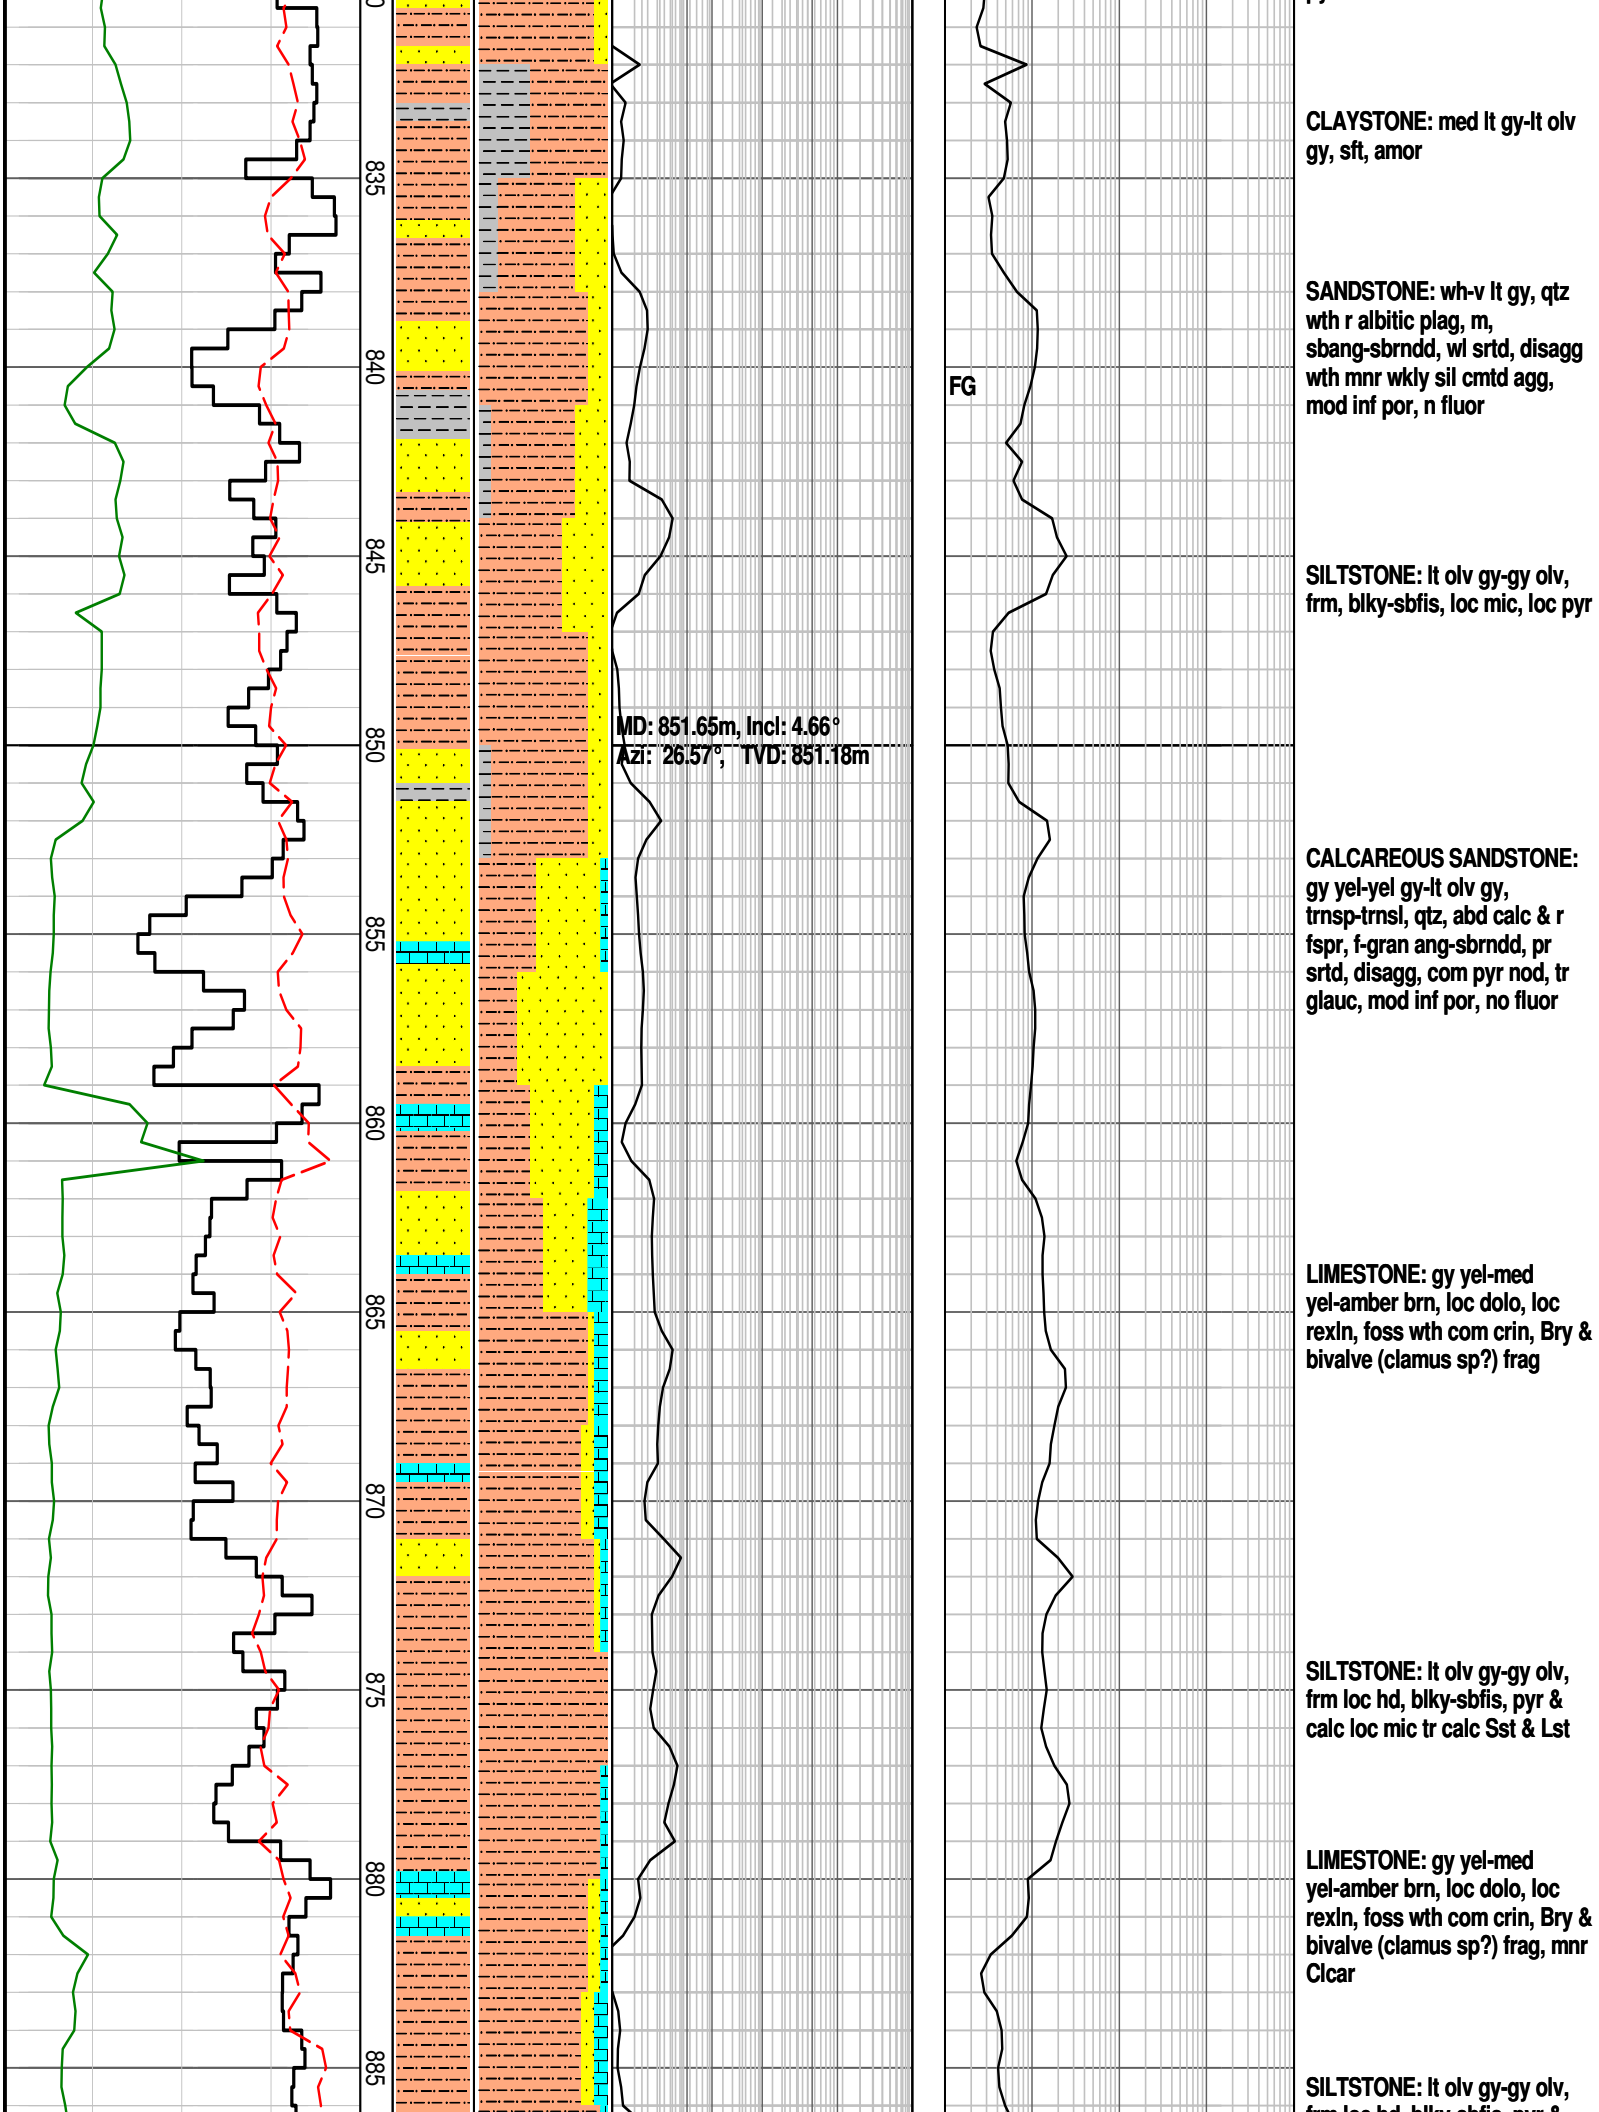 CLAYSTONE: med lt gy-lt olv
gy, sft, amor
835
SANDSTONE: wh-v lt gy, qtz
wth r albitic plag, m,
sbang-sbrndd, wl srtd, disagg
wth mnr wkly sil cmtd agg,
mod inf por, n fluor
840
FG
845
SILTSTONE: lt olv gy-gy olv,
frm, blky-sbfis, loc mic, loc pyr
MD: 851.65m, Incl: 4.66°
Azi: 26.57°, TVD: 851.18m
850
CALCAREOUS SANDSTONE:
gy yel-yel gy-lt olv gy,
trnsp-trnsl, qtz, abd calc & r
fspr, f-gran ang-sbrndd, pr
srtd, disagg, com pyr nod, tr
glauc, mod inf por, no fluor
855
860
LIMESTONE: gy yel-med
yel-amber brn, loc dolo, loc
rexln, foss wth com crin, Bry &
bivalve (clamus sp?) frag
865
870
SILTSTONE: lt olv gy-gy olv,
frm loc hd, blky-sbfis, pyr &
calc loc mic tr calc Sst & Lst
875
LIMESTONE: gy yel-med
yel-amber brn, loc dolo, loc
rexln, foss wth com crin, Bry &
bivalve (clamus sp?) frag, mnr
Clcar
880
885
SILTSTONE: lt olv gy-gy olv,